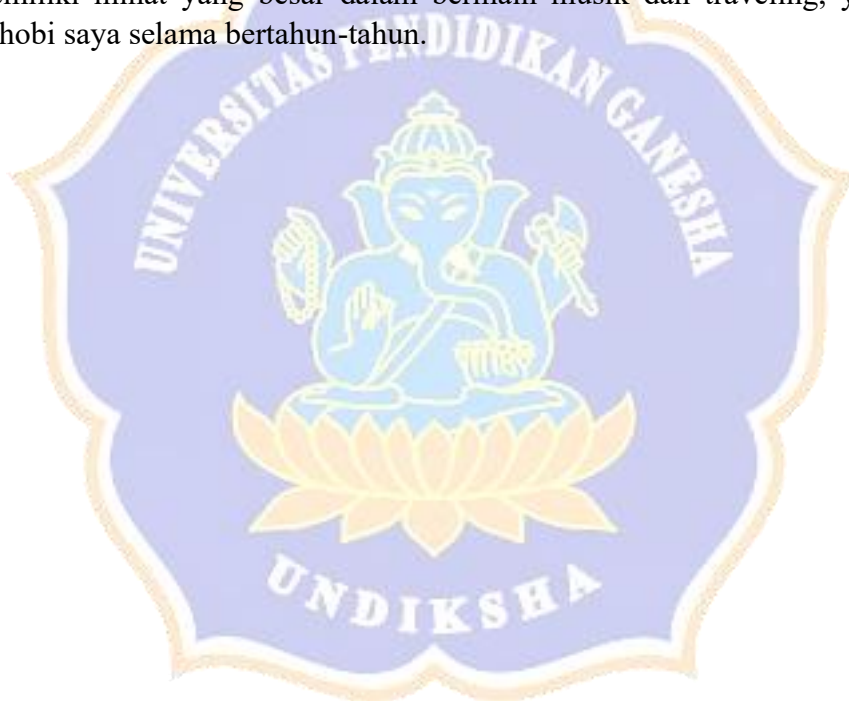 minat yang besar dalam bermain musik dan traveling,
hobi saya selama bertahun-tahun.
UNIVERSITAS PENDIDIKAN GANESHA
UNDIKSHA